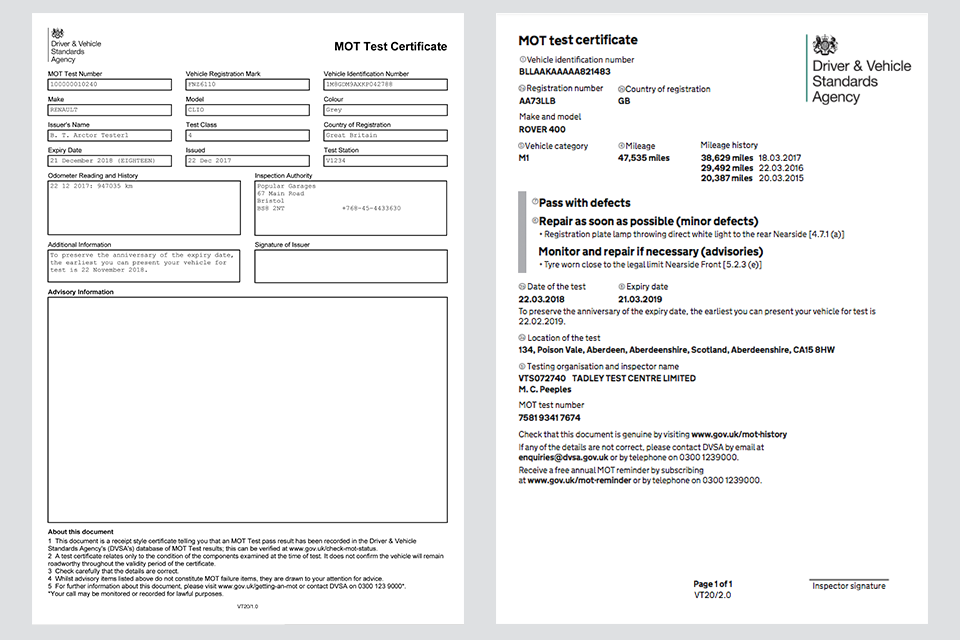 Driver & Vehicle
Standards
Agency
MOT Test Certificate
MOT Test Number
100000010240
Vehicle Registration Mark
FNZ6110
Vehicle Identification Number
1M8GDM9AXKP042788
Make
RENAULT
Model
CLIO
Colour
Grey
Issuer's Name
B. T. Arctor Tester1
Test Class
4
Country of Registration
Great Britain
Expiry Date
21 December 2018 (EIGHTEEN)
Issued
22 Dec 2017
Test Station
V1234
Odometer Reading and History
22 12 2017: 947035 km
Inspection Authority
Popular Garages
67 Main Road
Bristol
BS8 2NT +768-45-4433630
Additional Information
To preserve the anniversary of the expiry date,
the earliest you can present your vehicle for
test is 22 November 2018.
Signature of Issuer
Advisory Information
About this document
1 This document is a receipt style certificate telling you that an MOT Test pass result has been recorded in the Driver & Vehicle
Standards Agency's (DVSA's) database of MOT Test results; this can be verified at www.gov.uk/check-mot-status.
2 A test certificate relates only to the condition of the components examined at the time of test. It does not confirm the vehicle will remain
roadworthy throughout the validity period of the certificate.
3 Check carefully that the details are correct.
4 Whilst advisory items listed above do not constitute MOT failure items, they are drawn to your attention for advice.
5 For further information about this document, please visit www.gov.uk/getting-an-mot or contact DVSA on 0300 123 9000*.
*Your call may be monitored or recorded for lawful purposes.
VT20/1.0
MOT test certificate
Driver & Vehicle
Standards
Agency
Vehicle identification number
BLLAAKAAAAA821483
Registration number
AA73LLB
Country of registration
GB
Make and model
ROVER 400
Vehicle category
M1
Mileage
47,535 miles
Mileage history
38,629 miles 18.03.2017
29,492 miles 22.03.2016
20,387 miles 20.03.2015
Pass with defects
Repair as soon as possible (minor defects)
• Registration plate lamp throwing direct white light to the rear Nearside [4.7.1 (a)]
Monitor and repair if necessary (advisories)
• Tyre worn close to the legal limit Nearside Front [5.2.3 (e)]
Date of the test
22.03.2018
Expiry date
21.03.2019
To preserve the anniversary of the expiry date, the earliest you can present your vehicle for test is
22.02.2019.
Location of the test
134, Poison Vale, Aberdeen, Aberdeenshire, Scotland, Aberdeenshire, CA15 8HW
Testing organisation and inspector name
VTS072740 TADLEY TEST CENTRE LIMITED
M. C. Peeples
MOT test number
7581 9341 7674
Check that this document is genuine by visiting www.gov.uk/mot-history
If any of the details are not correct, please contact DVSA by email at
enquiries@dvsa.gov.uk or by telephone on 0300 1239000.
Receive a free annual MOT reminder by subscribing
at www.gov.uk/mot-reminder or by telephone on 0300 1239000.
Page 1 of 1
VT20/2.0
Inspector signature